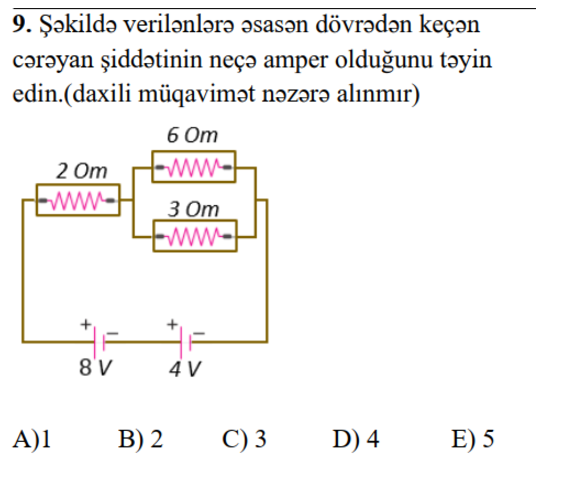 9. Şəkildə verilənlərə əsasən dövrədən keçən
cərəyan şiddətinin neçə amper olduğunu təyin
edin.(daxili müqavimət nəzərə alınmır)
6 Om
2 Om
3 Om
+ − + −
8 V 4 V
A)1 B) 2 C) 3 D) 4 E) 5